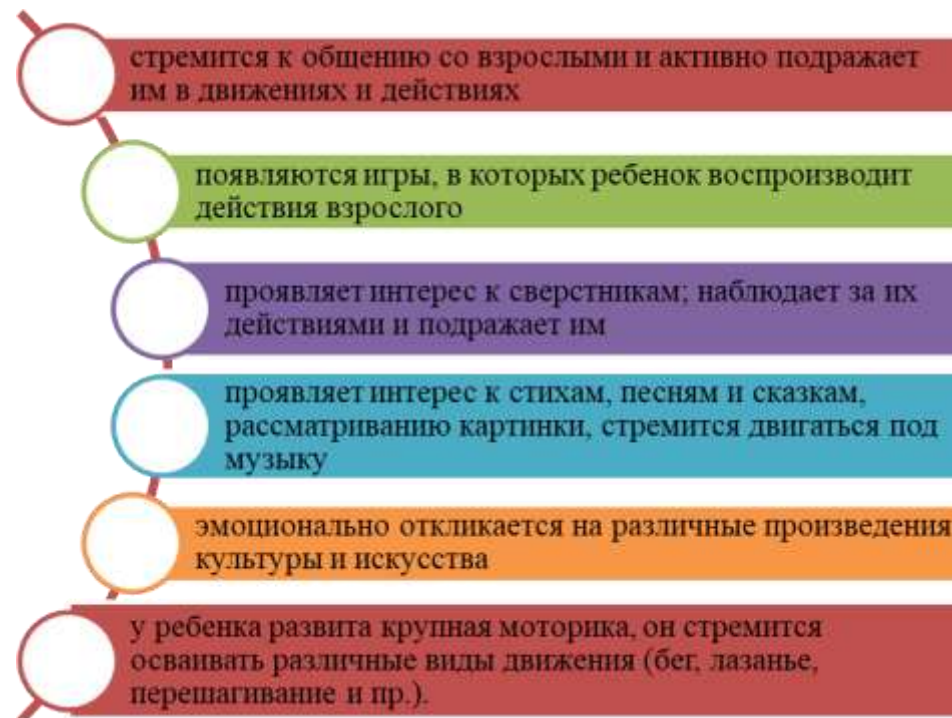 стремится к общению со взрослыми и активно подражает
им в движениях и действиях
появляются игры, в которых ребенок воспроизводит
действия взрослого
проявляет интерес к сверстникам; наблюдает за их
действиями и подражает им
проявляет интерес к стихам, песням и сказкам,
рассматриванию картинки, стремится двигаться под
музыку
эмоционально откликается на различные произведения
культуры и искусства
у ребенка развита крупная моторика, он стремится
осваивать различные виды движения (бег, лазанье,
перешагивание и пр.).